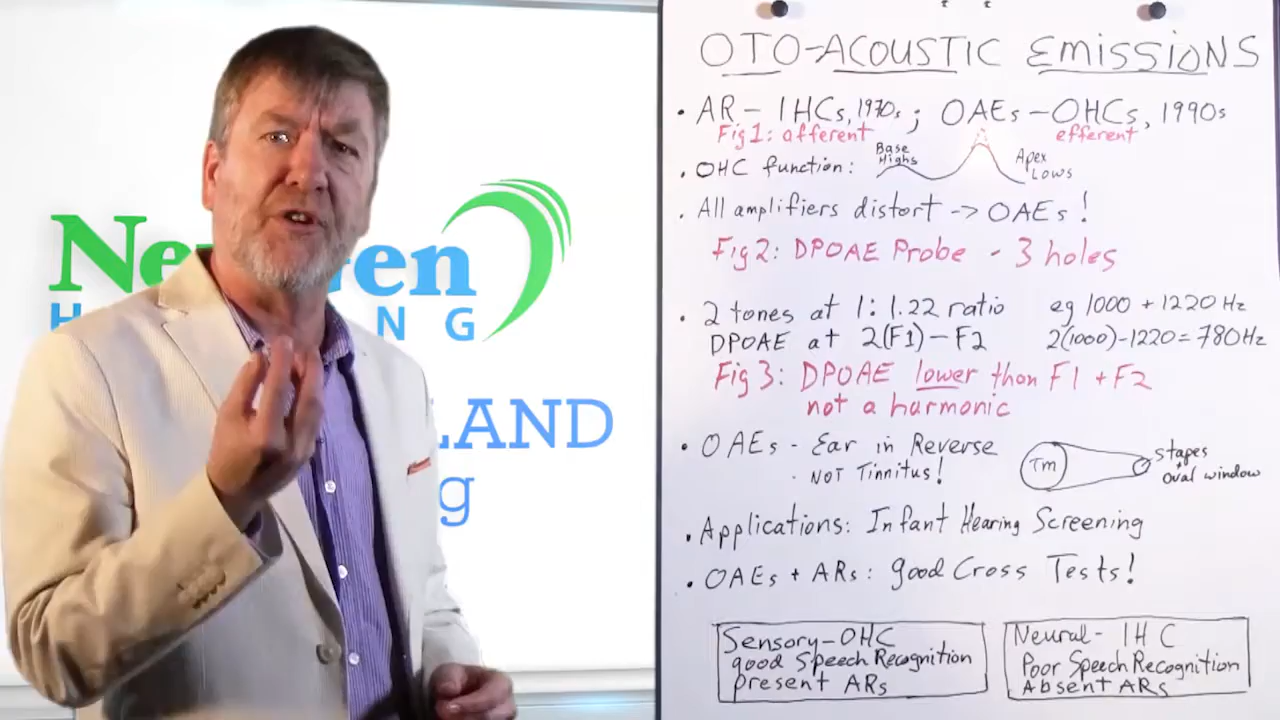 NewGen
H N G
LAND
g
OTO-ACOUSTIC EMISSIONS
• AR - IHCs, 1970s ; OAEs - OHCs, 1990s
Fig 1: afferent efferent
• OHC function: Base Highs Apex Lows
• All amplifiers distort -> OAEs!
Fig 2: DPOAE Probe - 3 holes
• 2 tones at 1:1.22 ratio eg 1000 + 1220 Hz
DPOAE at 2(F1)-F2 2(1000)-1220=780Hz
Fig 3: DPOAE lower than F1 + F2
not a harmonic
• OAEs - Ear in Reverse
- NOT Tinnitus!
Tm
stapes
+ Oval window
• Applications: Infant Hearing Screening
• OAEs + ARs: good Cross Tests!
Sensory-OHC
good Speech Recognition
present ARs
Neural- IHC
Poor Speech Recognition
Absent ARs